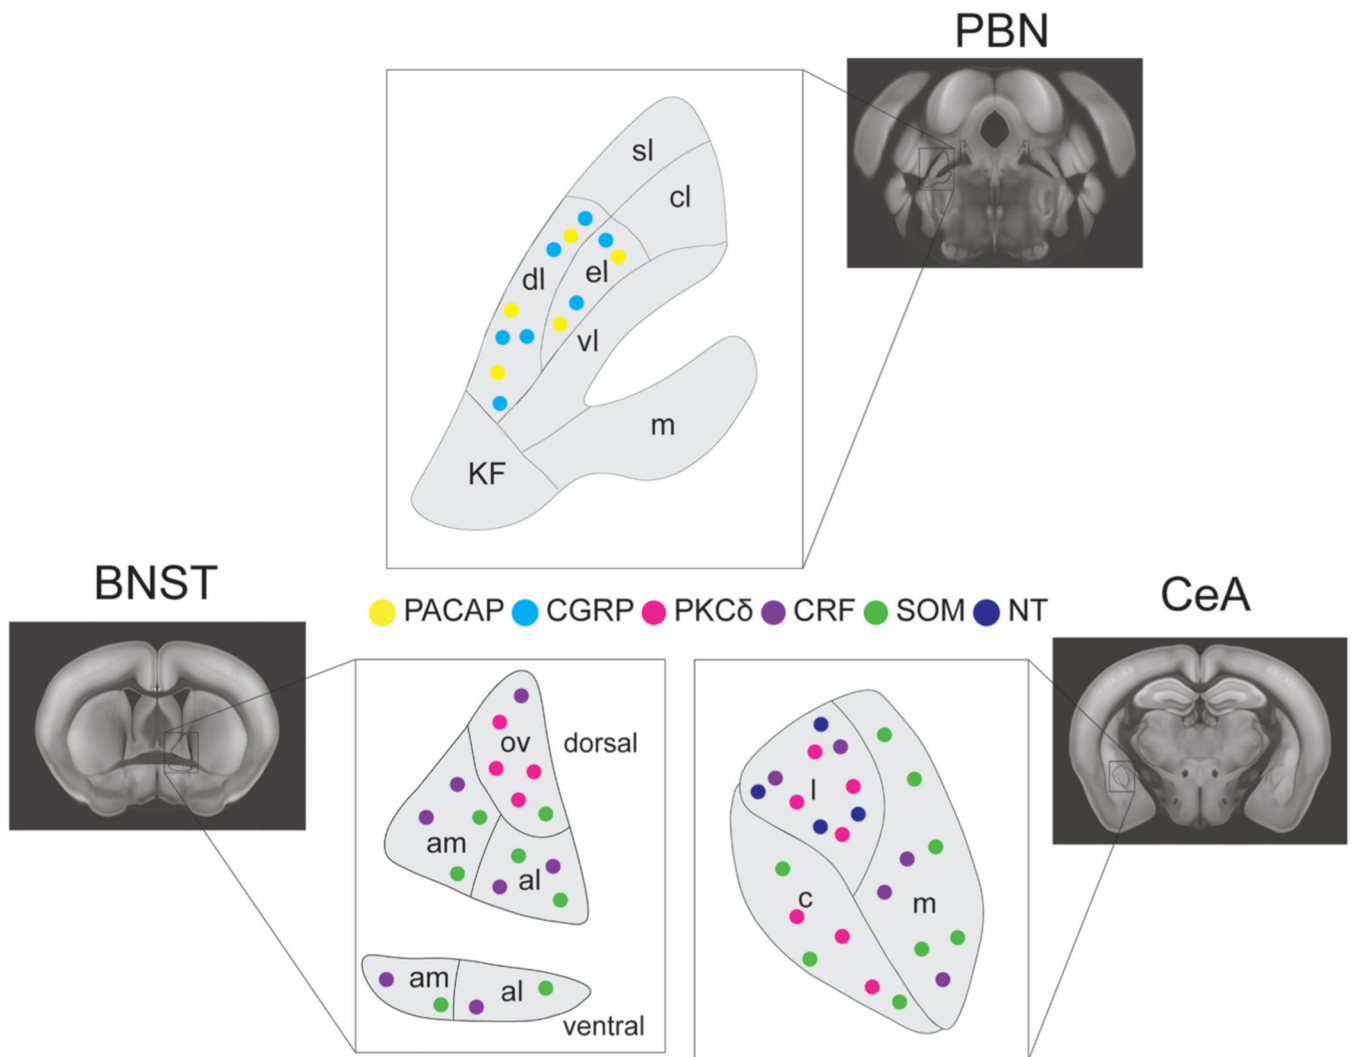 PBN
sl
cl
dl
el
vl
m
KF
BNST
CeA
PACAP CGRP PKCδ CRF SOM NT
ov
dorsal
am
al
am
al
ventral
l
c
m